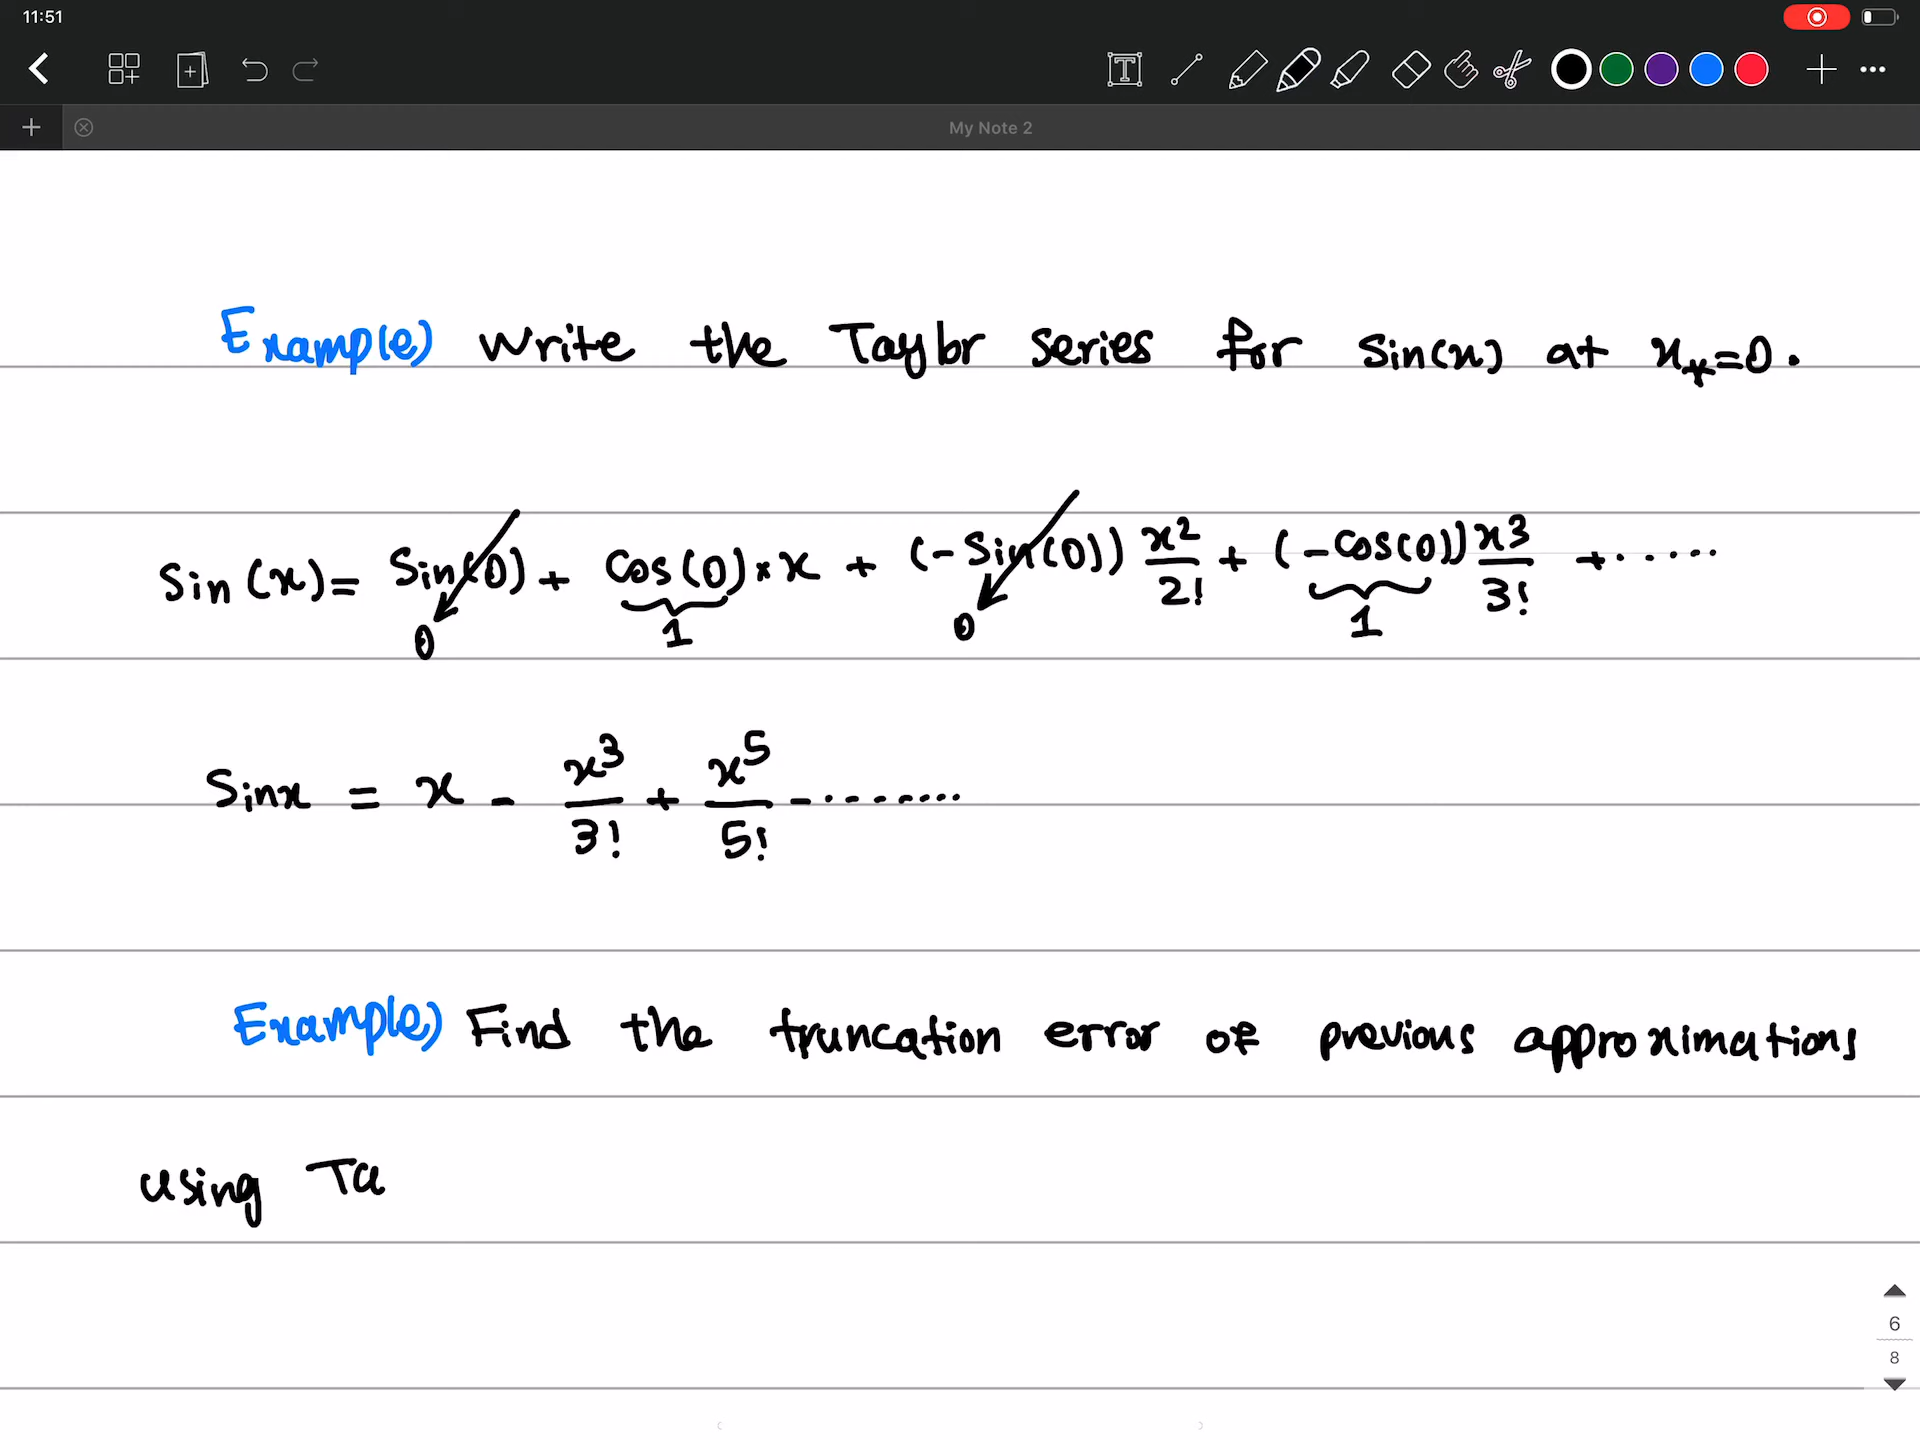 11:51
My Note 2
Example) Write the Taylor series for Sin(x) at x*=0.
Sin(x)= Sin(0) + Cos(0)*x + (-Sin(0)) x²/2! + (-Cos(0)) x³/3! +......
0 1 0 1
Sinx = x - x³/3! + x⁵/5! -........
Example) Find the truncation error of previous approximations
using Ta
6
8